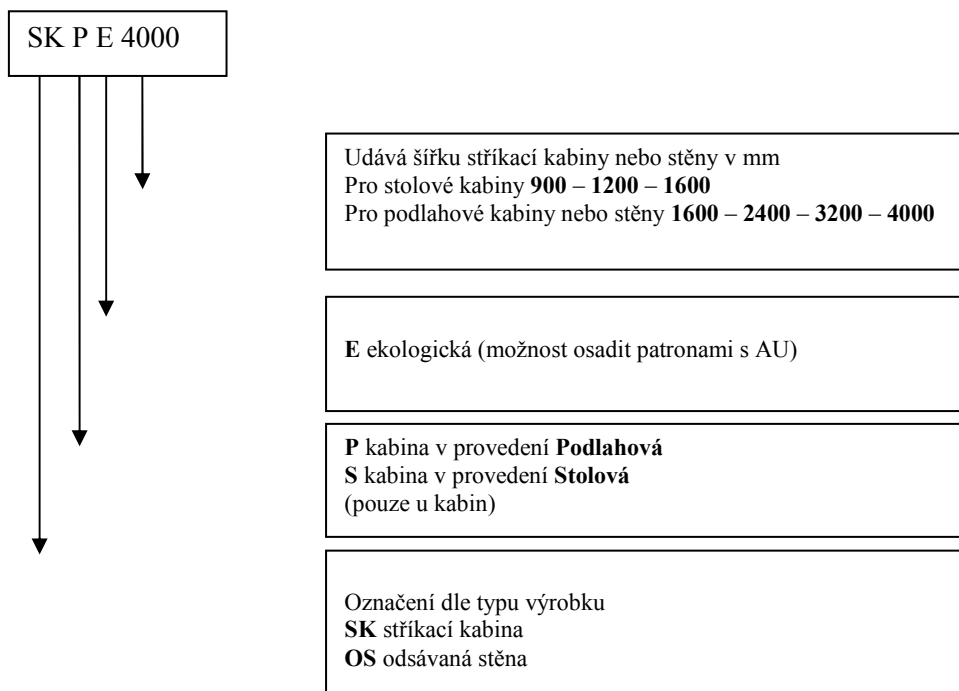 SK P E 4000
Udává šířku stříkací kabiny nebo stěny v mm
Pro stolové kabiny 900 – 1200 – 1600
Pro podlahové kabiny nebo stěny 1600 – 2400 – 3200 – 4000
E ekologická (možnost osadit patronami s AU)
P kabina v provedení Podlahová
S kabina v provedení Stolová
(pouze u kabin)
Označení dle typu výrobku
SK stříkací kabina
OS odsávaná stěna